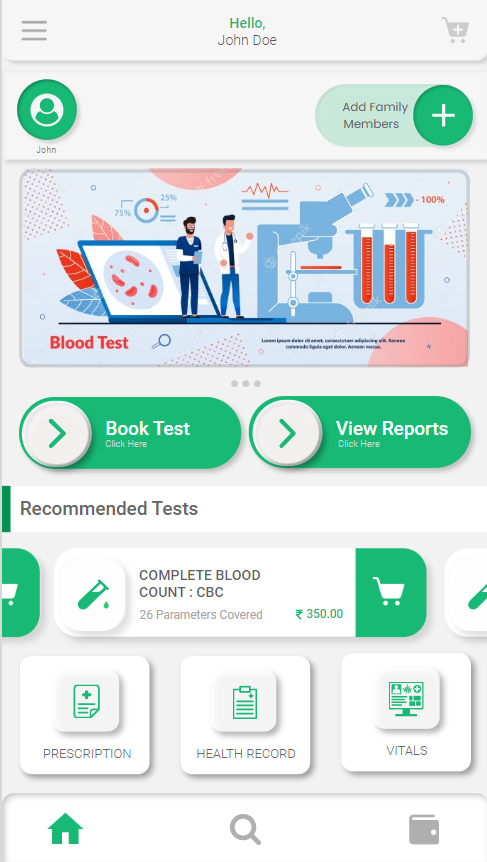 Hello,
John Doe
John
Add Family
Members
75%
25%
- 100%
Blood Test
Lorem ipsum dolor sit amet, consectetuer adipiscing elit. Aenean
commodo ligula eget dolor. Aenean massa.
Book Test
Click Here
View Reports
Click Here
Recommended Tests
COMPLETE BLOOD
COUNT : CBC
26 Parameters Covered
₹ 350.00
PRESCRIPTION
HEALTH RECORD
VITALS